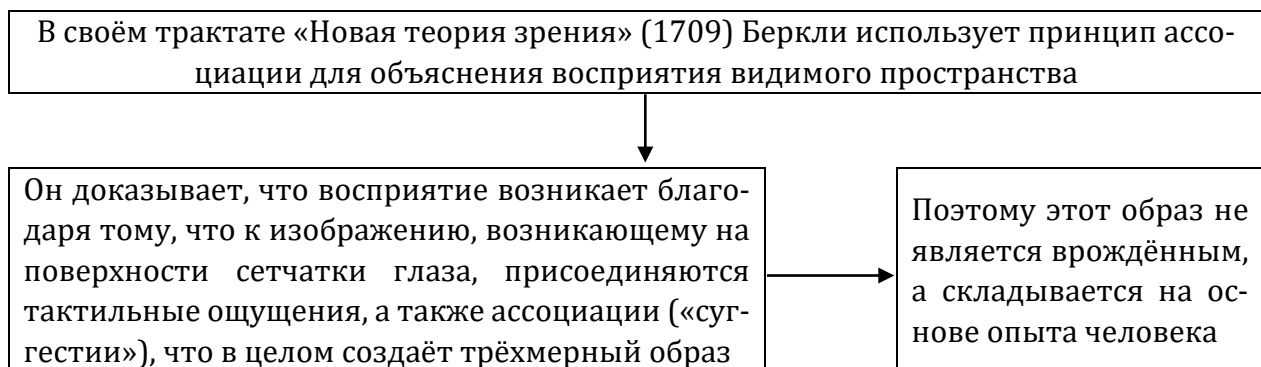 В своём трактате «Новая теория зрения» (1709) Беркли использует принцип ассо-
циации для объяснения восприятия видимого пространства
Он доказывает, что восприятие возникает благо-
даря тому, что к изображению, возникающему на
поверхности сетчатки глаза, присоединяются
тактильные ощущения, а также ассоциации («суг-
гестии»), что в целом создаёт трёхмерный образ
Поэтому этот образ не
является врождённым,
а складывается на ос-
нове опыта человека